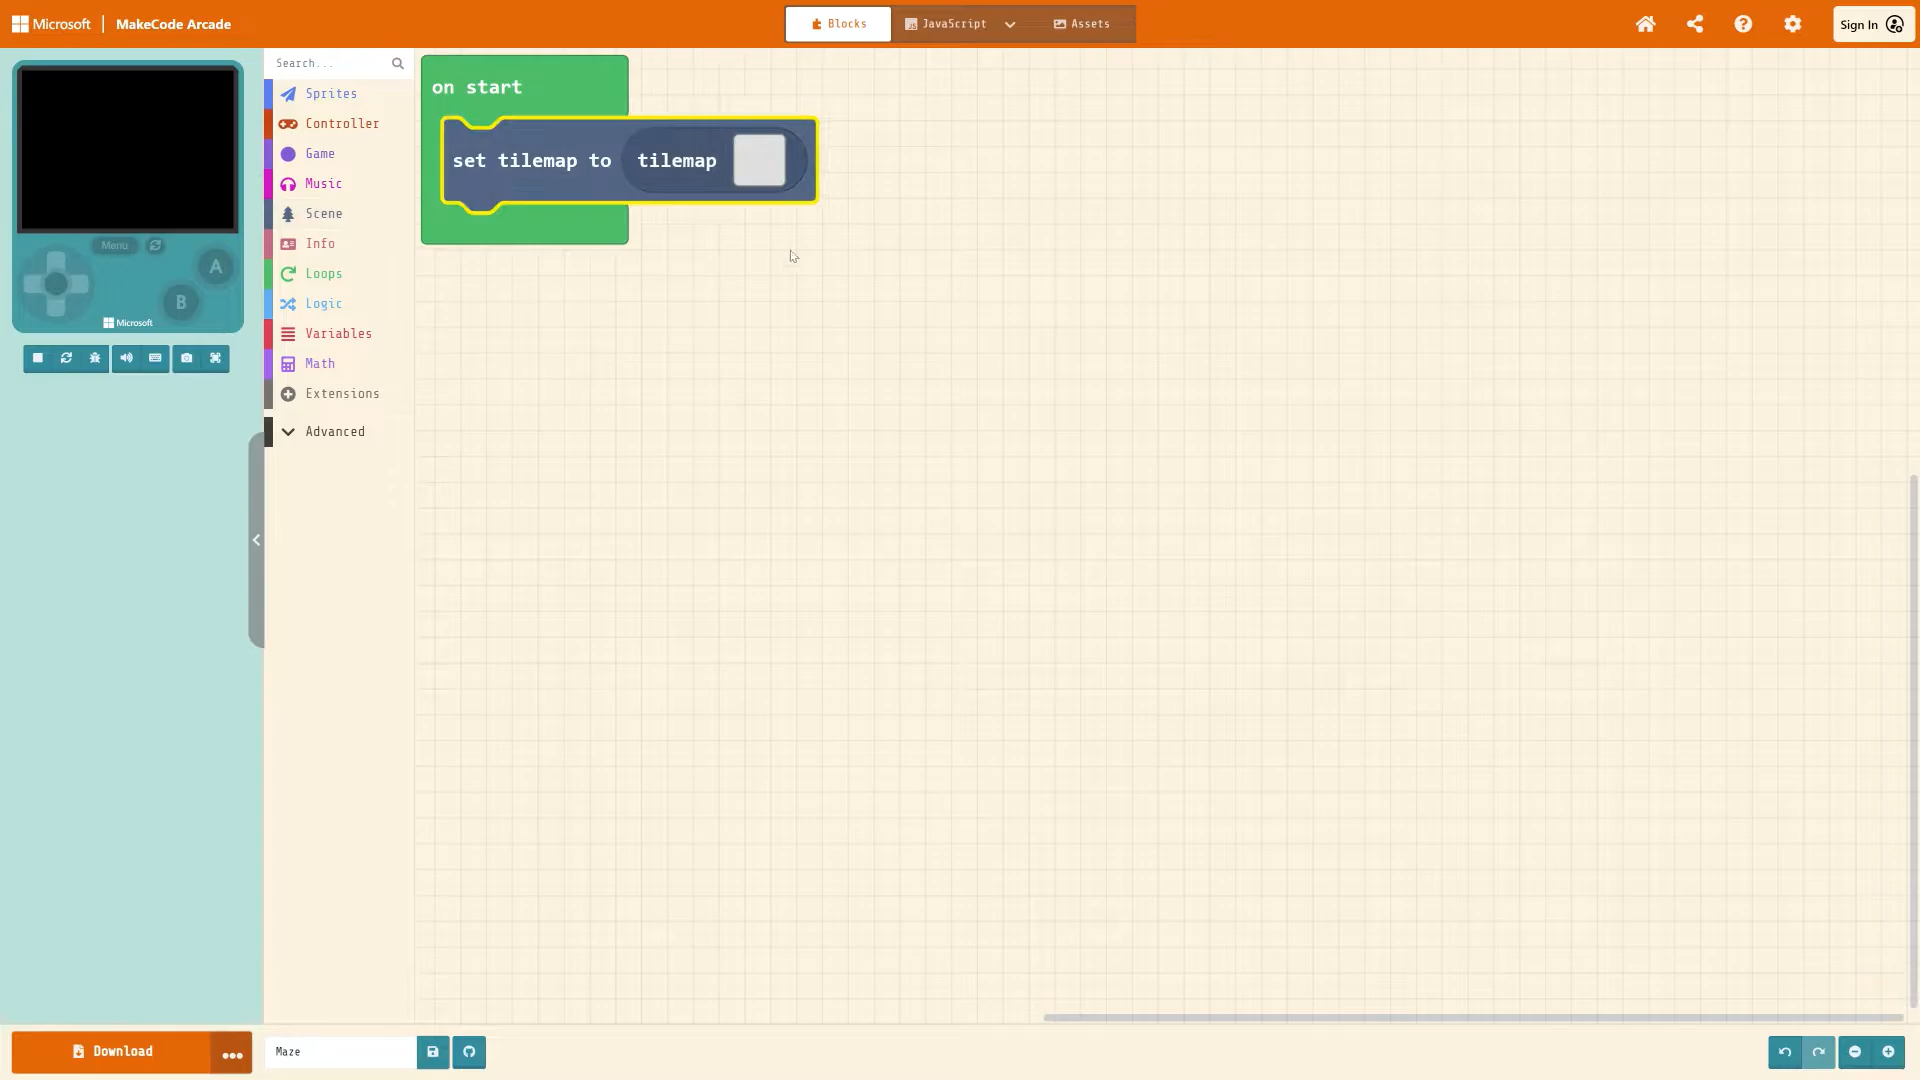 Microsoft | MakeCode Arcade
Blocks
JavaScript
Assets
Sign In
Menu
A
B
Microsoft
Search...
Sprites
Controller
Game
Music
Scene
Info
Loops
Logic
Variables
Math
Extensions
Advanced
on start
set tilemap to tilemap
Download
Maze